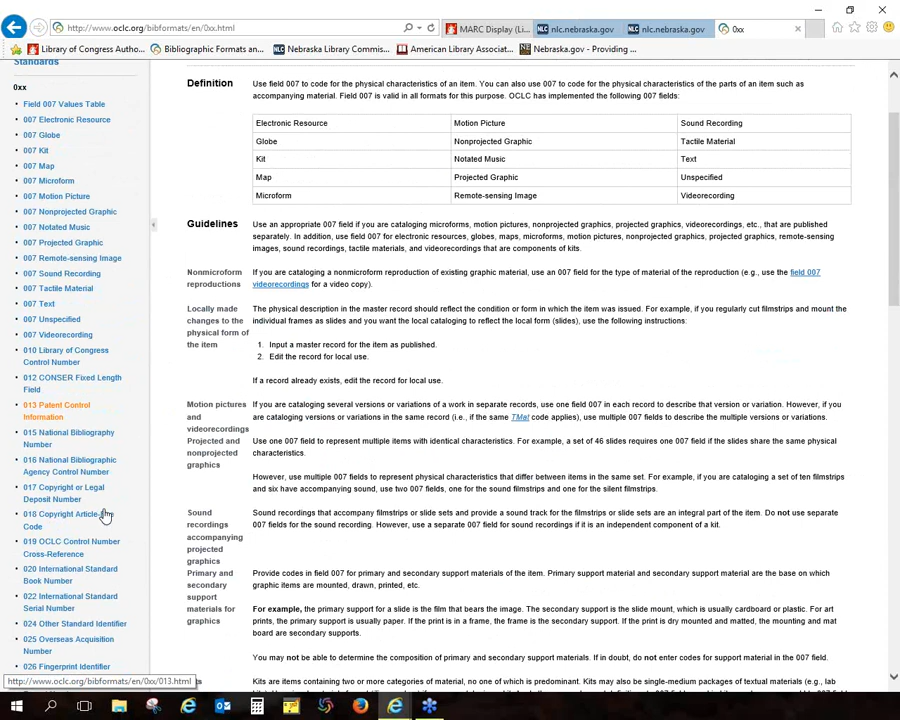 http://www.oclc.org/bibformats/en/0xx.html
MARC Display (Li...
nlc.nebraska.gov
nlc.nebraska.gov
0xx
Library of Congress Autho...
Bibliographic Formats an...
Nebraska Library Commis...
American Library Associat...
Nebraska.gov - Providing ...
Standards
0xx
Field 007 Values Table
007 Electronic Resource
007 Globe
007 Kit
007 Map
007 Microform
007 Motion Picture
007 Nonprojected Graphic
007 Notated Music
007 Projected Graphic
007 Remote-sensing Image
007 Sound Recording
007 Tactile Material
007 Text
007 Unspecified
007 Videorecording
010 Library of Congress
Control Number
012 CONSER Fixed Length
Field
013 Patent Control
Information
015 National Bibliography
Number
016 National Bibliographic
Agency Control Number
017 Copyright or Legal
Deposit Number
018 Copyright Article-
Code
019 OCLC Control Number
Cross-Reference
020 International Standard
Book Number
022 International Standard
Serial Number
024 Other Standard Identifier
025 Overseas Acquisition
Number
026 Fingerprint Identifier
http://www.oclc.org/bibformats/en/0xx/013.html
Definition
Use field 007 to code for the physical characteristics of an item. You can also use 007 to code for the physical characteristics of the parts of an item such as
accompanying material. Field 007 is valid in all formats for this purpose. OCLC has implemented the following 007 fields:
Electronic Resource Motion Picture Sound Recording
Globe Nonprojected Graphic Tactile Material
Kit Notated Music Text
Map Projected Graphic Unspecified
Microform Remote-sensing Image Videorecording
Guidelines
Use an appropriate 007 field if you are cataloging microforms, motion pictures, nonprojected graphics, projected graphics, videorecordings, etc., that are published
separately. In addition, use field 007 for electronic resources, globes, maps, microforms, motion pictures, nonprojected graphics, projected graphics, remote-sensing
images, sound recordings, tactile materials, and videorecordings that are components of kits.
Nonmicroform
reproductions
If you are cataloging a nonmicroform reproduction of existing graphic material, use an 007 field for the type of material of the reproduction (e.g., use the field 007
videorecordings for a video copy).
Locally made
changes to the
physical form of
the item
The physical description in the master record should reflect the condition or form in which the item was issued. For example, if you regularly cut filmstrips and mount the
individual frames as slides and you want the local cataloging to reflect the local form (slides), use the following instructions:
1. Input a master record for the item as published.
2. Edit the record for local use.
If a record already exists, edit the record for local use.
Motion pictures
and
videorecordings
If you are cataloging several versions or variations of a work in separate records, use one field 007 in each record to describe that version or variation. However, if you
are cataloging versions or variations in the same record (i.e., if the same TMat code applies), use multiple 007 fields to describe the multiple versions or variations.
Projected and
nonprojected
graphics
Use one 007 field to represent multiple items with identical characteristics. For example, a set of 46 slides requires one 007 field if the slides share the same physical
characteristics.
However, use multiple 007 fields to represent physical characteristics that differ between items in the same set. For example, if you are cataloging a set of ten filmstrips
and six have accompanying sound, use two 007 fields, one for the sound filmstrips and one for the silent filmstrips.
Sound
recordings
accompanying
projected
graphics
Sound recordings that accompany filmstrips or slide sets and provide a sound track for the filmstrips or slide sets are an integral part of the item. Do not use separate
007 fields for the sound recording. However, use a separate 007 field for sound recordings if it is an independent component of a kit.
Primary and
secondary
support
materials for
graphics
Provide codes in field 007 for primary and secondary support materials of the item. Primary support material and secondary support material are the base on which
graphic items are mounted, drawn, printed, etc.
For example, the primary support for a slide is the film that bears the image. The secondary support is the slide mount, which is usually cardboard or plastic. For art
prints, the primary support is usually paper. If the print is in a frame, the frame is the secondary support. If the print is dry mounted and matted, the mounting and mat
board are secondary supports.
You may not be able to determine the composition of primary and secondary support materials. If in doubt, do not enter codes for support material in the 007 field.
Kits are items containing two or more categories of material, no one of which is predominant. Kits may also be single-medium packages of textual materials (e.g., lab